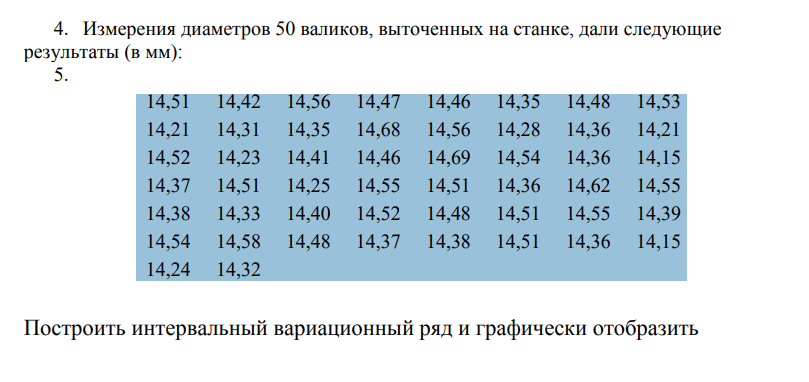 4. Измерения диаметров 50 валиков, выточенных на станке, дали следующие
результаты (в мм):
5.
14,51 14,42 14,56 14,47 14,46 14,35 14,48 14,53
14,21 14,31 14,35 14,68 14,56 14,28 14,36 14,21
14,52 14,23 14,41 14,46 14,69 14,54 14,36 14,15
14,37 14,51 14,25 14,55 14,51 14,36 14,62 14,55
14,38 14,33 14,40 14,52 14,48 14,51 14,55 14,39
14,54 14,58 14,48 14,37 14,38 14,51 14,36 14,15
14,24 14,32
Построить интервальный вариационный ряд и графически отобразить